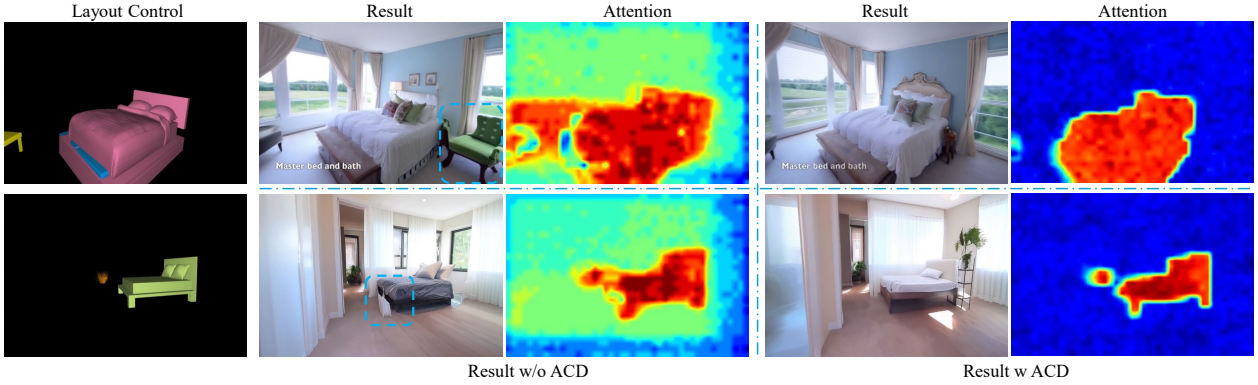 Layout Control
Result
Attention
Result
Attention
Master bed and bath
Master bed and bath
Result w/o ACD
Result w ACD